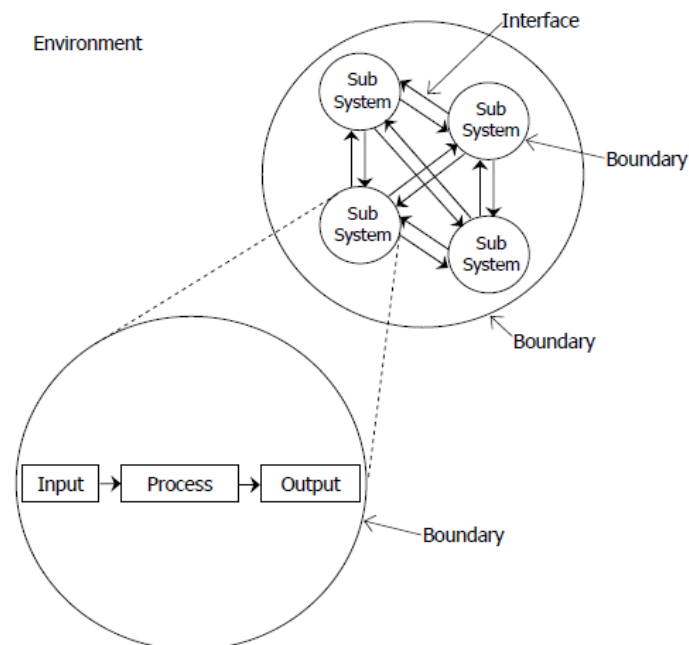 Interface
Environment
Sub
System
Sub
System
Boundary
Sub
System
Sub
System
Boundary
Input
Process
Output
Boundary